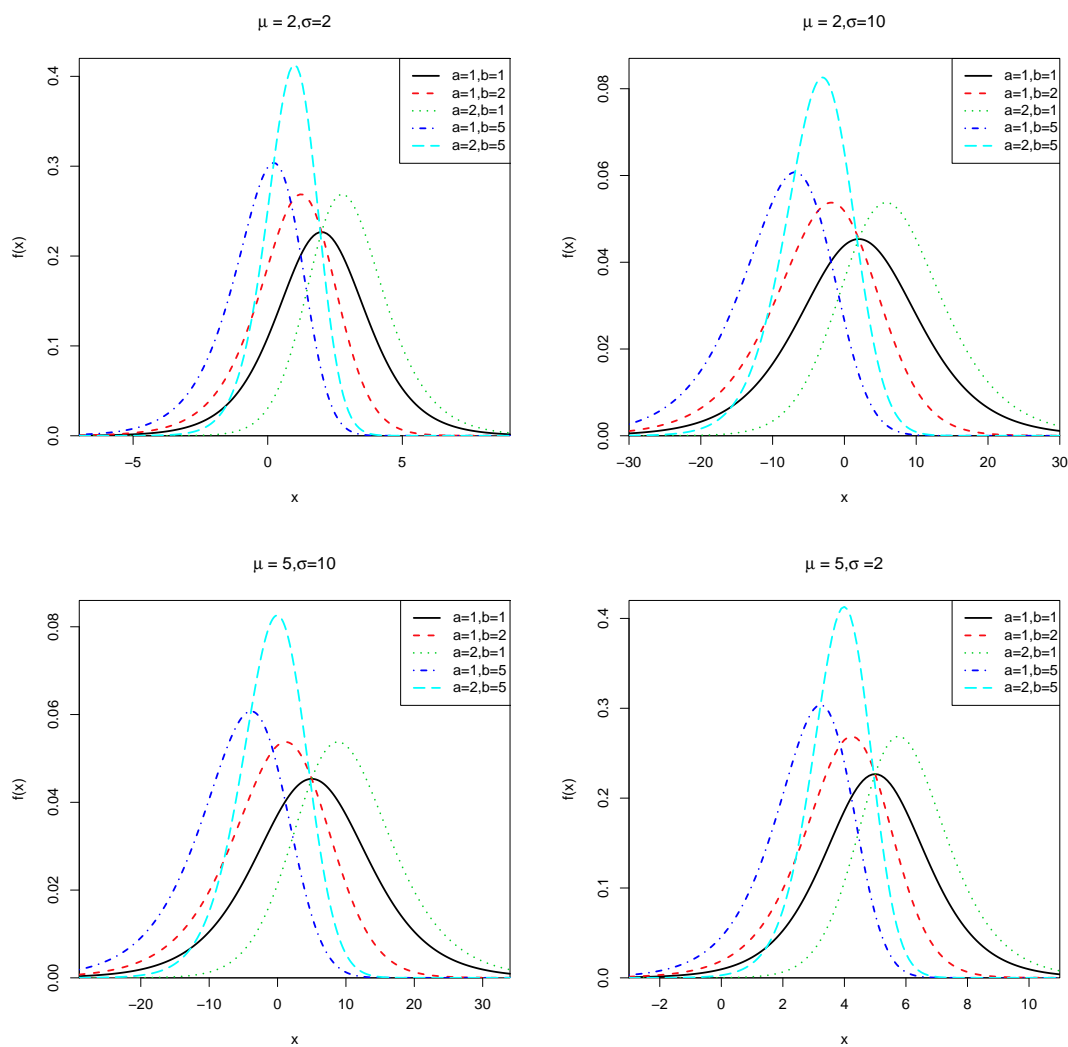 μ = 2,σ=2
f(x)
0.0 0.1 0.2 0.3 0.4
a=1,b=1
a=1,b=2
a=2,b=1
a=1,b=5
a=2,b=5
−5 0 5
x
μ = 2,σ=10
f(x)
0.00 0.02 0.04 0.06 0.08
a=1,b=1
a=1,b=2
a=2,b=1
a=1,b=5
a=2,b=5
−30 −20 −10 0 10 20 30
x
μ = 5,σ=10
f(x)
0.00 0.02 0.04 0.06 0.08
a=1,b=1
a=1,b=2
a=2,b=1
a=1,b=5
a=2,b=5
−20 −10 0 10 20 30
x
μ = 5,σ =2
f(x)
0.0 0.1 0.2 0.3 0.4
a=1,b=1
a=1,b=2
a=2,b=1
a=1,b=5
a=2,b=5
−2 0 2 4 6 8 10
x